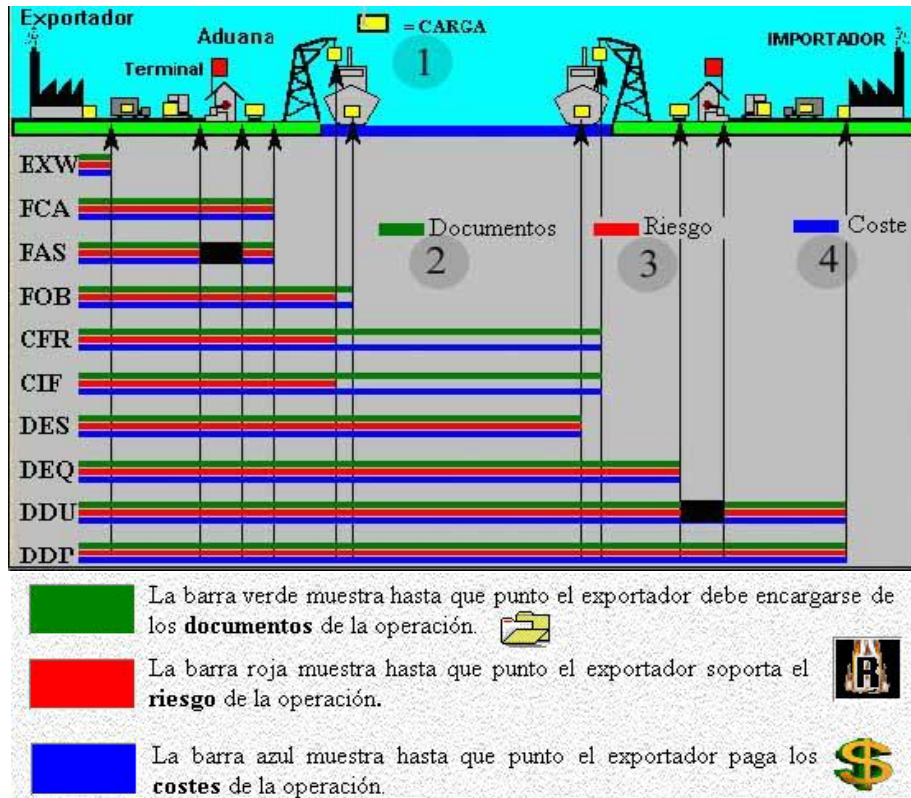 Exportador
= CARGA
Aduana
1
IMPORTADOR
Terminal
EXW
FCA
Documentos
Riesgo
Coste
FAS
2
3
4
FOB
CFR
CIF
DES
DEQ
DDU
DDP
La barra verde muestra hasta que punto el exportador debe encargarse de
los documentos de la operación.
La barra roja muestra hasta que punto el exportador soporta el
riesgo de la operación.
R
La barra azul muestra hasta que punto el exportador paga los
costes de la operación.
$